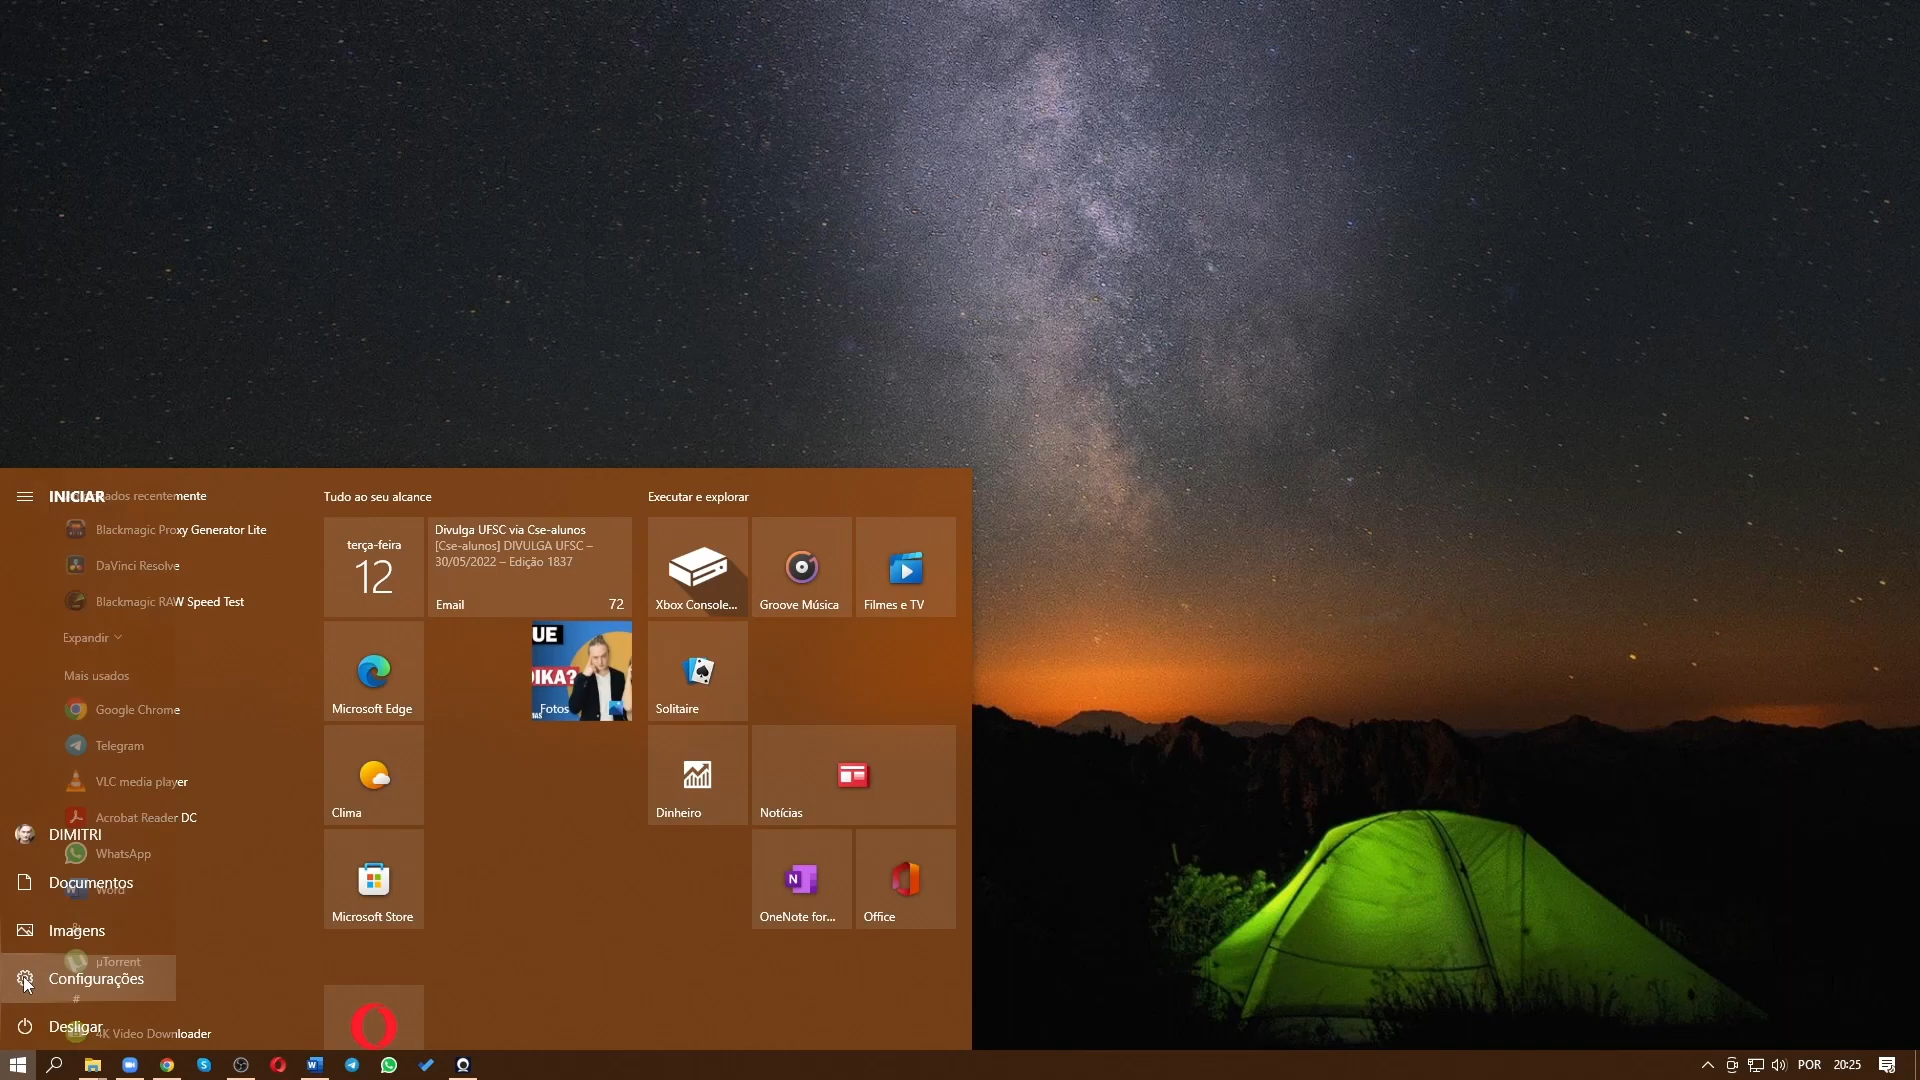 INICIAR
mente
Blackmagic Proxy Generator Lite
DaVinci Resolve
Blackmagic RAW Speed Test
Expandir
Mais usados
Google Chrome
Telegram
VLC media player
Acrobat Reader DC
DIMITRI
WhatsApp
Documentos
Word
Imagens
µTorrent
Configurações
#
Desligar
4K Video Downloader
Tudo ao seu alcance
terça-feira
12
Divulga UFSC via Cse-alunos
[Cse-alunos] DIVULGA UFSC –
30/05/2022 – Edição 1837
Email 72
Microsoft Edge
UE
IKA?
Fotos
Clima
Microsoft Store
Executar e explorar
Xbox Console...
Groove Música
Filmes e TV
Solitaire
Dinheiro
Notícias
OneNote for...
Office
POR 20:25